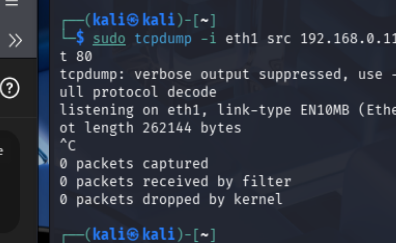 ┌──(kali㉿kali)-[~]
└─$ sudo tcpdump -i eth1 src 192.168.0.11
t 80
tcpdump: verbose output suppressed, use -
ull protocol decode
listening on eth1, link-type EN10MB (Ethe
ot length 262144 bytes
^C
0 packets captured
0 packets received by filter
0 packets dropped by kernel
┌──(kali㉿kali)-[~]